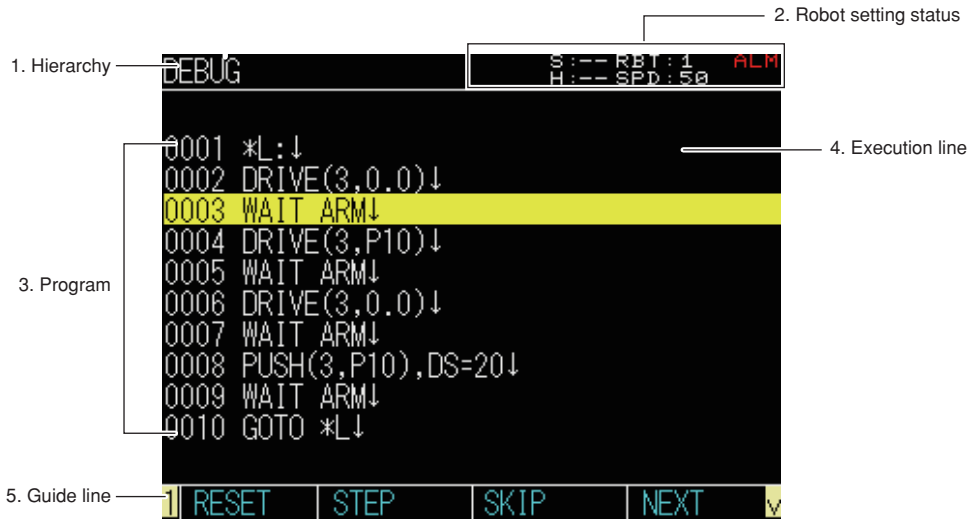 2. Robot setting status
1. Hierarchy
DEBUG
S:-- RBT:1 ALM
H:-- SPD:50
0001 *L:↓
4. Execution line
0002 DRIVE(3,0.0)↓
0003 WAIT ARM↓
0004 DRIVE(3,P10)↓
0005 WAIT ARM↓
3. Program
0006 DRIVE(3,0.0)↓
0007 WAIT ARM↓
0008 PUSH(3,P10),DS=20↓
0009 WAIT ARM↓
0010 GOTO *L↓
5. Guide line
1 RESET STEP SKIP NEXT v